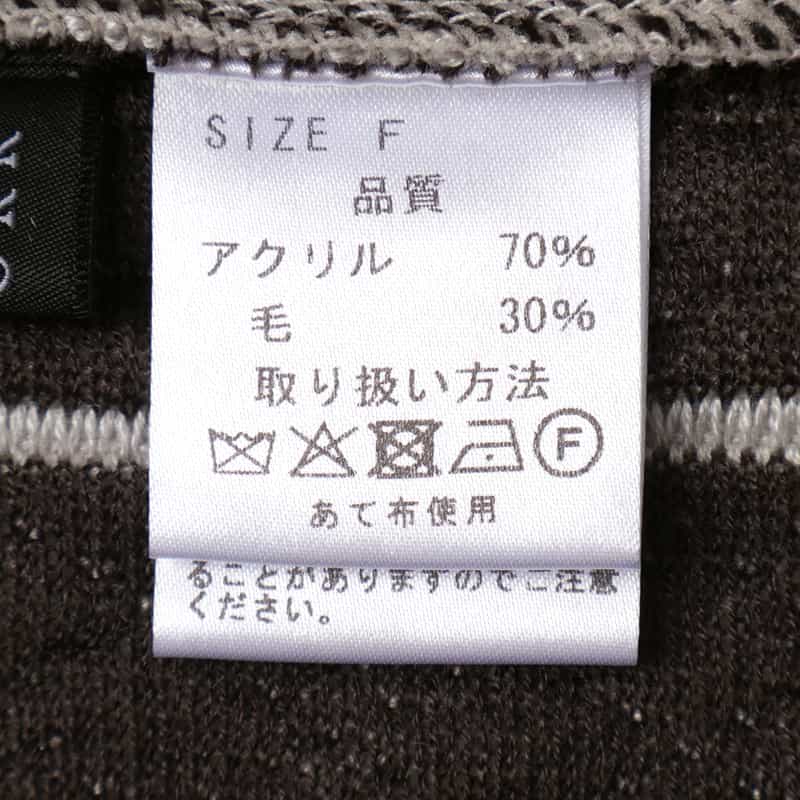 SIZE F
品質
アクリル 70%
毛 30%
取り扱い方法
F
あて布使用
ることがありますのでご注意
ください。